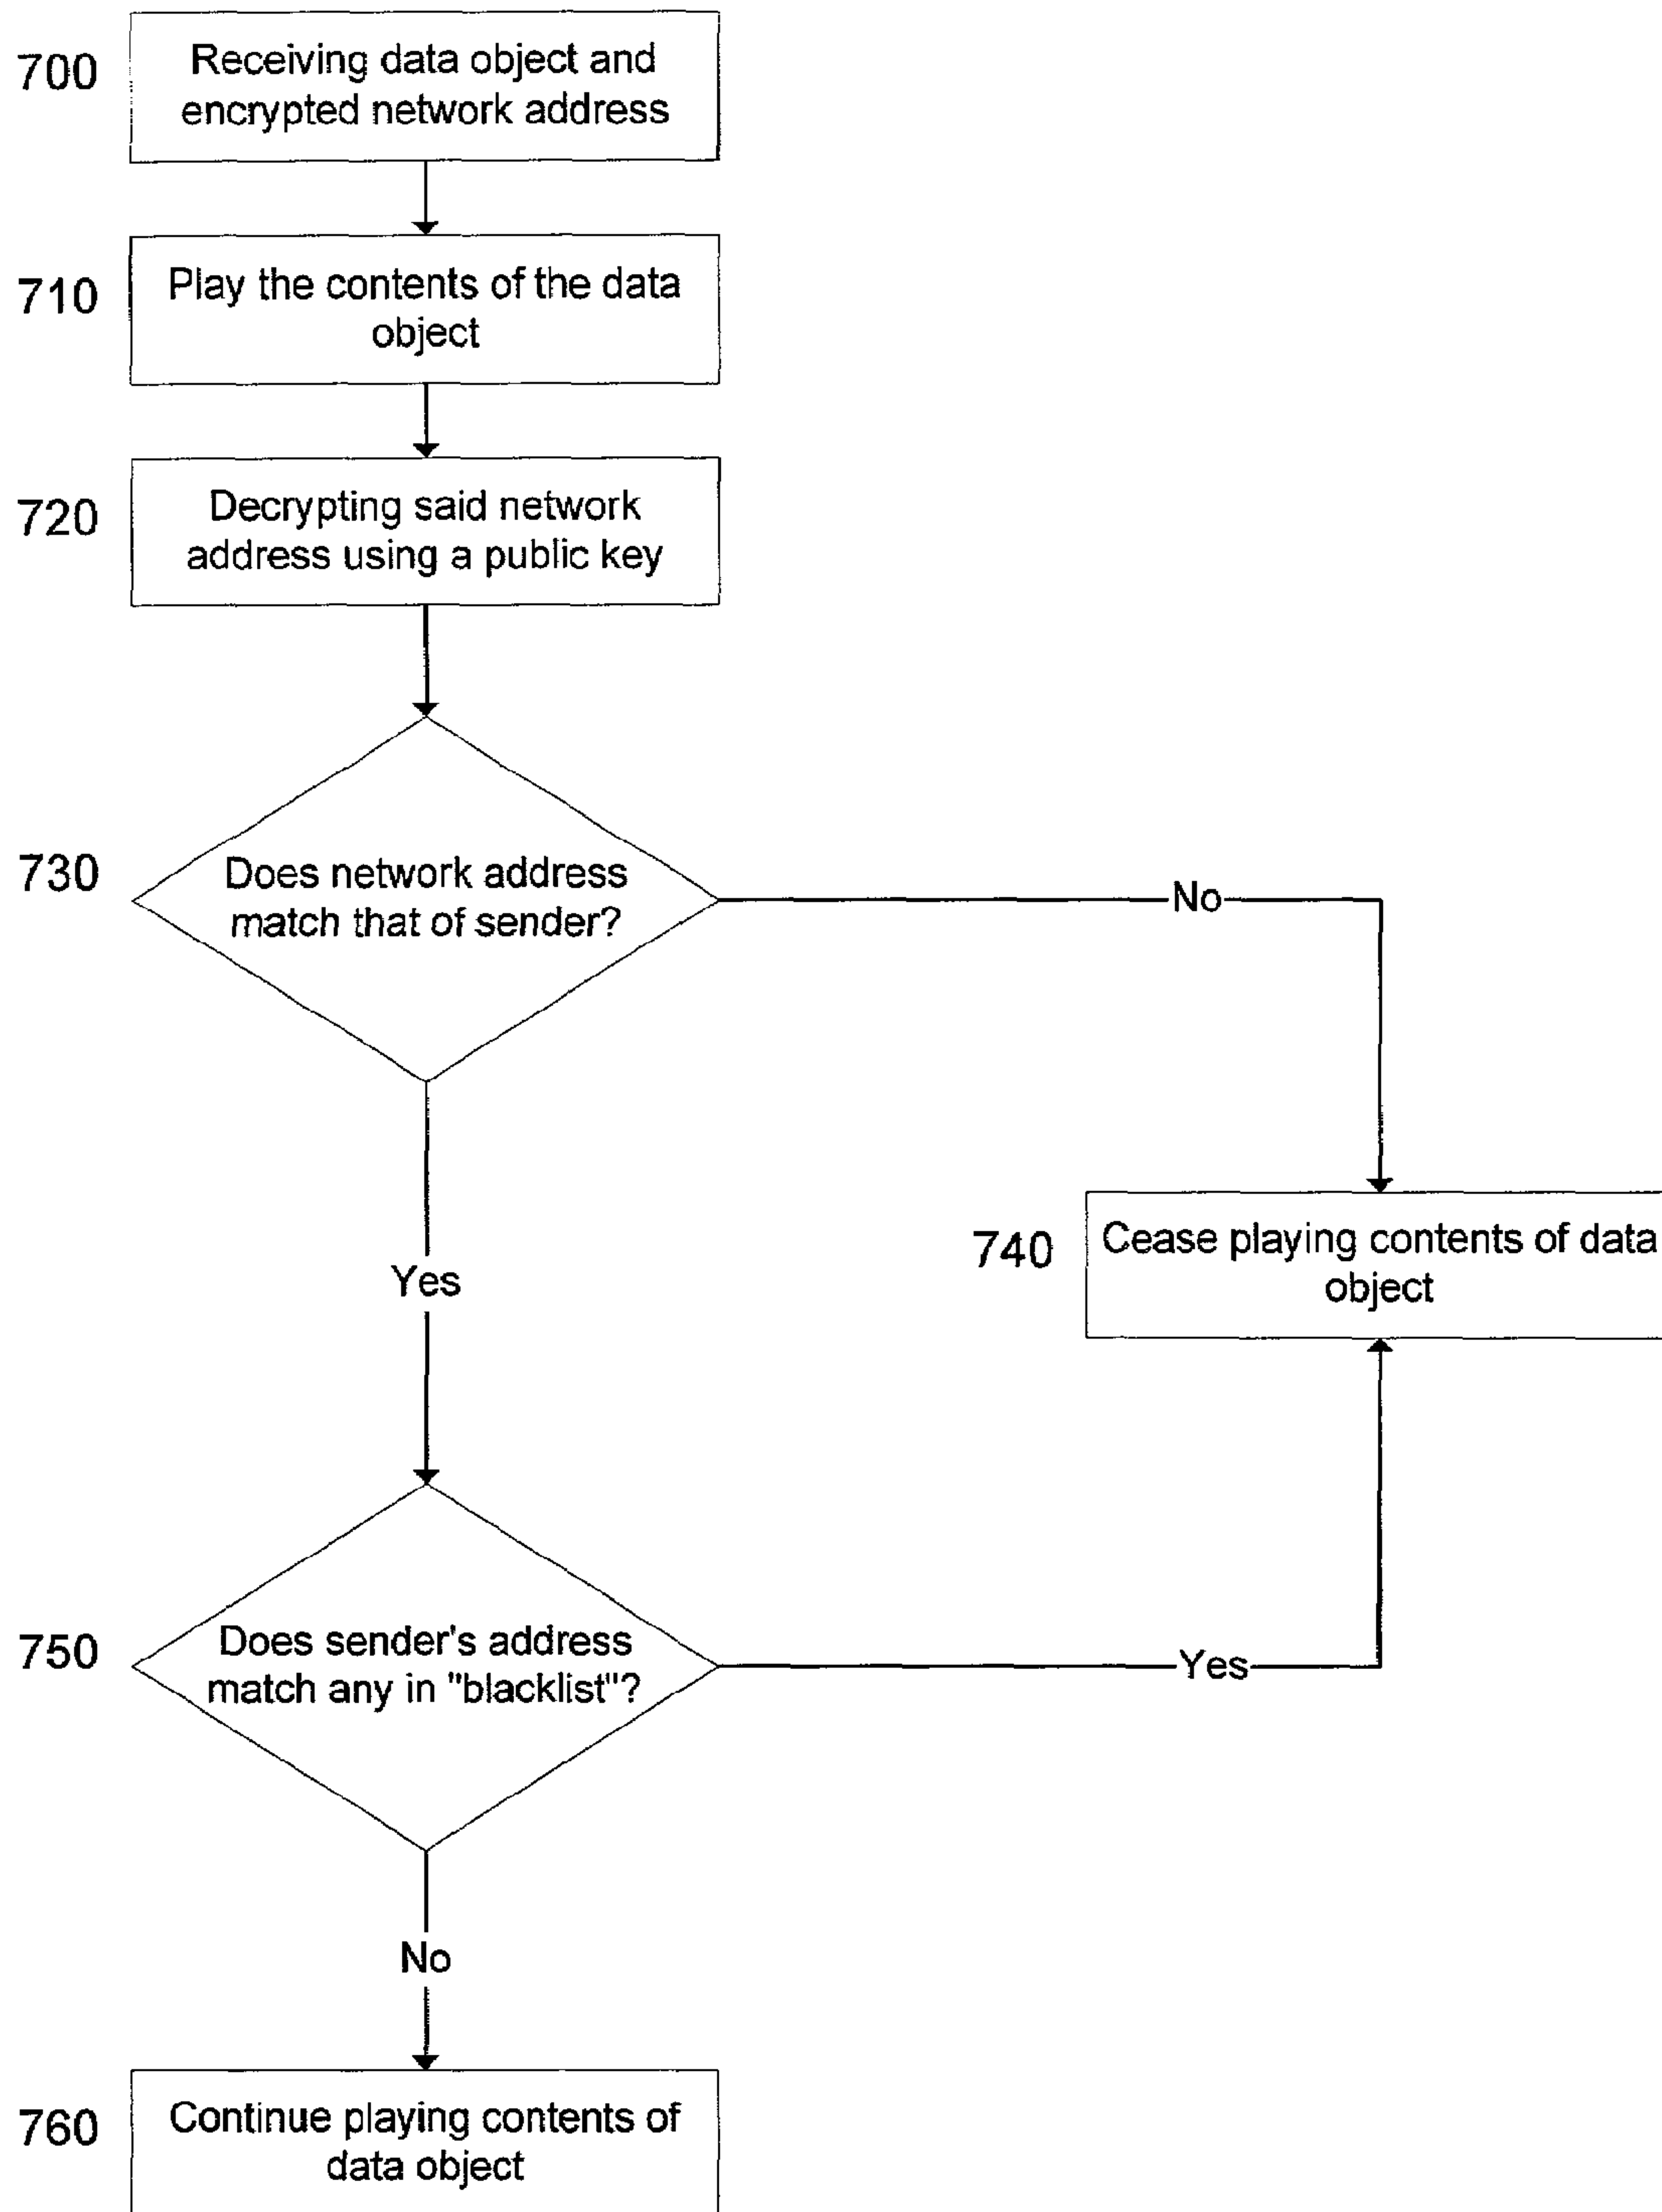 700
Receiving data object and
encrypted network address
710
Play the contents of the data
object
720
Decrypting said network
address using a public key
730
Does network address
match that of sender?
No
Yes
740
Cease playing contents of data
object
750
Does sender's address
match any in "blacklist"?
Yes
No
760
Continue playing contents of
data object